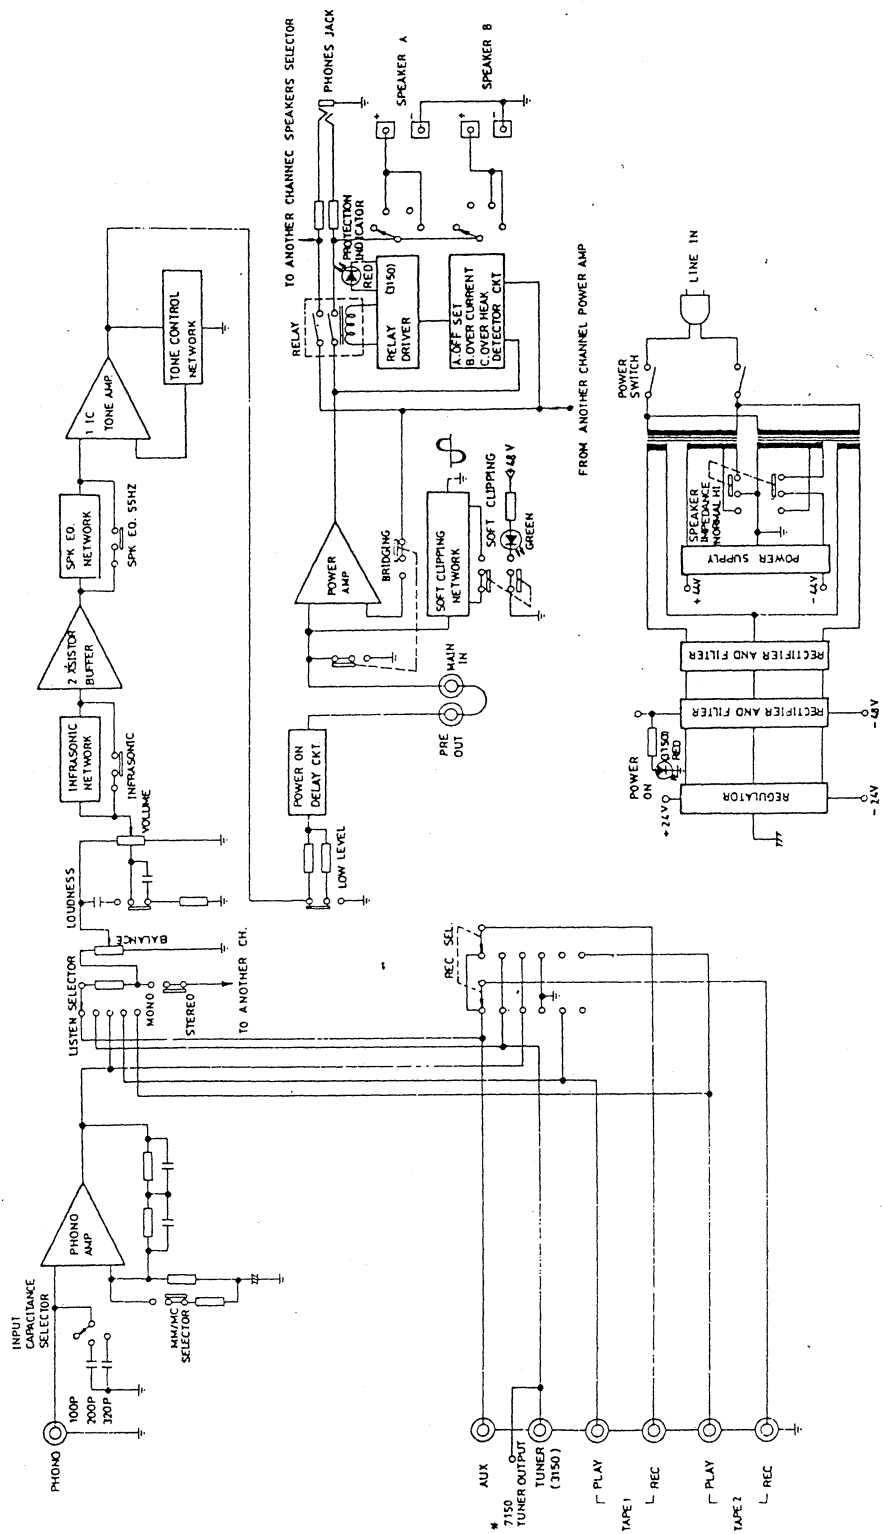 PHONO
100P
200P
320P
INPUT
CAPACITANCE
SELECTOR
PHONO
AMP
MM/MC
SELECTOR
LISTEN SELECTOR
MONO
STEREO
TO ANOTHER CH.
BALANCE
LOUDNESS
VOLUME
INFRASONIC
NETWORK
INFRASONIC
2 XSISTOR
BUFFER
SPK EQ.
NETWORK
SPK EQ. 55HZ
1 IC
TONE AMP.
TONE CONTROL
NETWORK
LOW LEVEL
POWER ON
DELAY CKT.
PRE
OUT
MAIN
IN
POWER
AMP
BRIDGING
SOFT CLIPPING
NETWORK
SOFT CLIPPING
+48V
GREEN
RELAY
RELAY
DRIVER
(3150)
RED
PROTECTION
INDICATOR
A.OFF SET
B.OVER CURRENT
C.OVER HEAK
DETECTOR CKT
TO ANOTHER CHANNEC SPEAKERS SELECTOR
PHONES JACK
SPEAKER A
+
-
SPEAKER B
+
-
FROM ANOTHER CHANNEL POWER AMP
AUX
*
7150
TUNER OUTPUT
TUNER
(3150)
PLAY
TAPE 1
REC
PLAY
TAPE 2
REC
REC SEL.
LINE IN
POWER
SWITCH
SPEAKER
IMPEDANCE
NORMAL HI
POWER SUPPLY
+44V
-44V
RECTIFIER AND FILTER
RECTIFIER AND FILTER
-48V
POWER
ON
(3150)
RED
REGULATOR
+24V
-24V